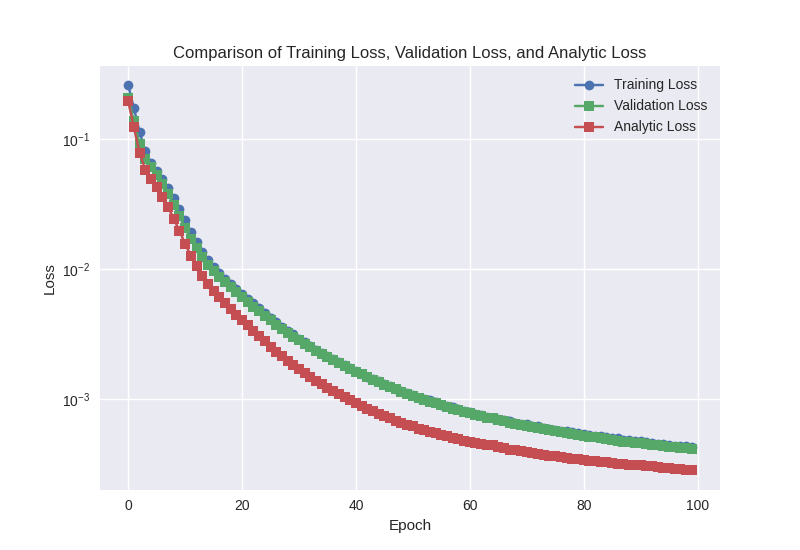 Comparison of Training Loss, Validation Loss, and Analytic Loss
Training Loss
Validation Loss
Analytic Loss
10⁻¹
10⁻²
10⁻³
Loss
0 20 40 60 80 100
Epoch